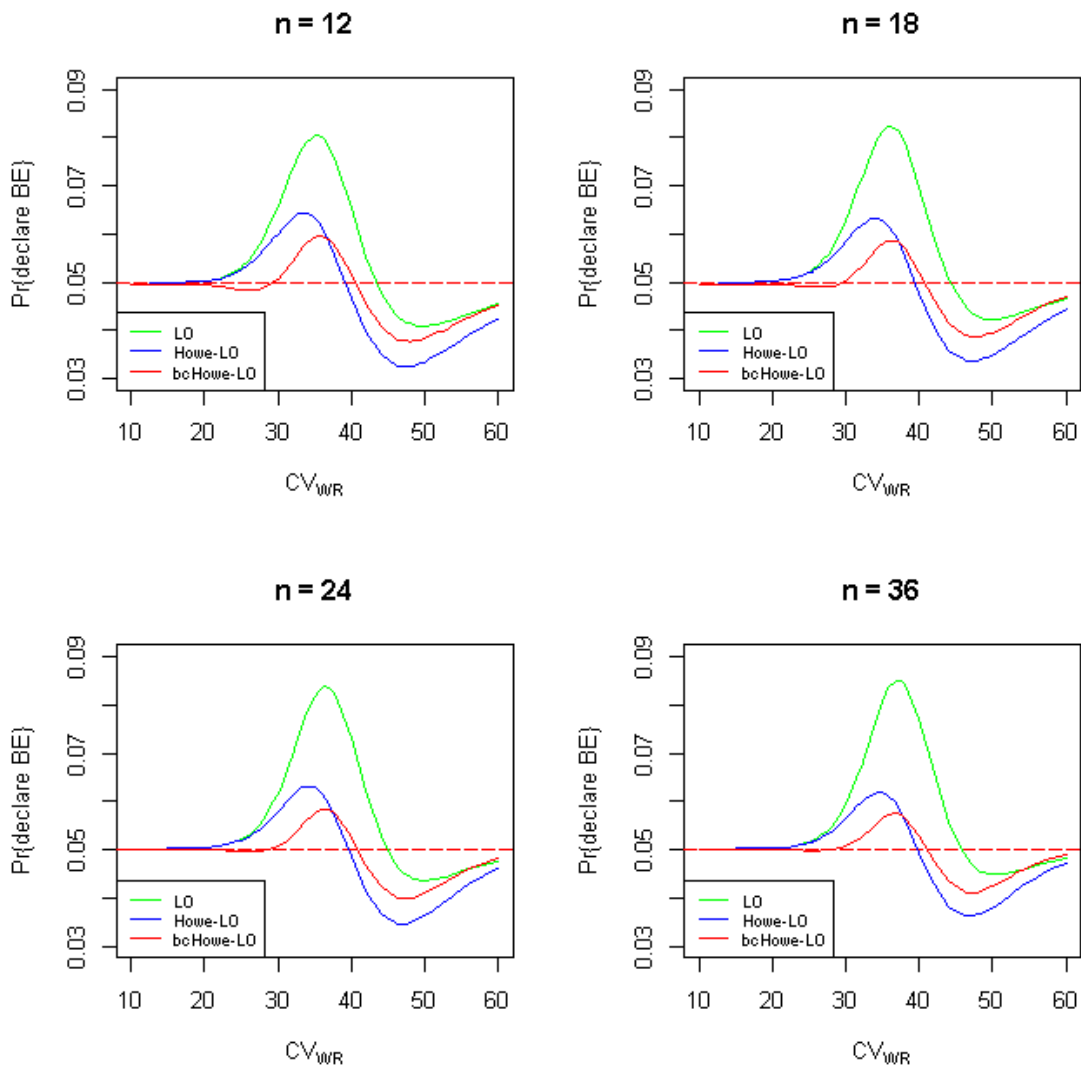 n = 12
Pr{declare BE}
0.03 0.05 0.07 0.09
LO
Howe-LO
bcHowe-LO
10 20 30 40 50 60
CVWR
n = 18
Pr{declare BE}
0.03 0.05 0.07 0.09
LO
Howe-LO
bcHowe-LO
10 20 30 40 50 60
CVWR
n = 24
Pr{declare BE}
0.03 0.05 0.07 0.09
LO
Howe-LO
bcHowe-LO
10 20 30 40 50 60
CVWR
n = 36
Pr{declare BE}
0.03 0.05 0.07 0.09
LO
Howe-LO
bcHowe-LO
10 20 30 40 50 60
CVWR